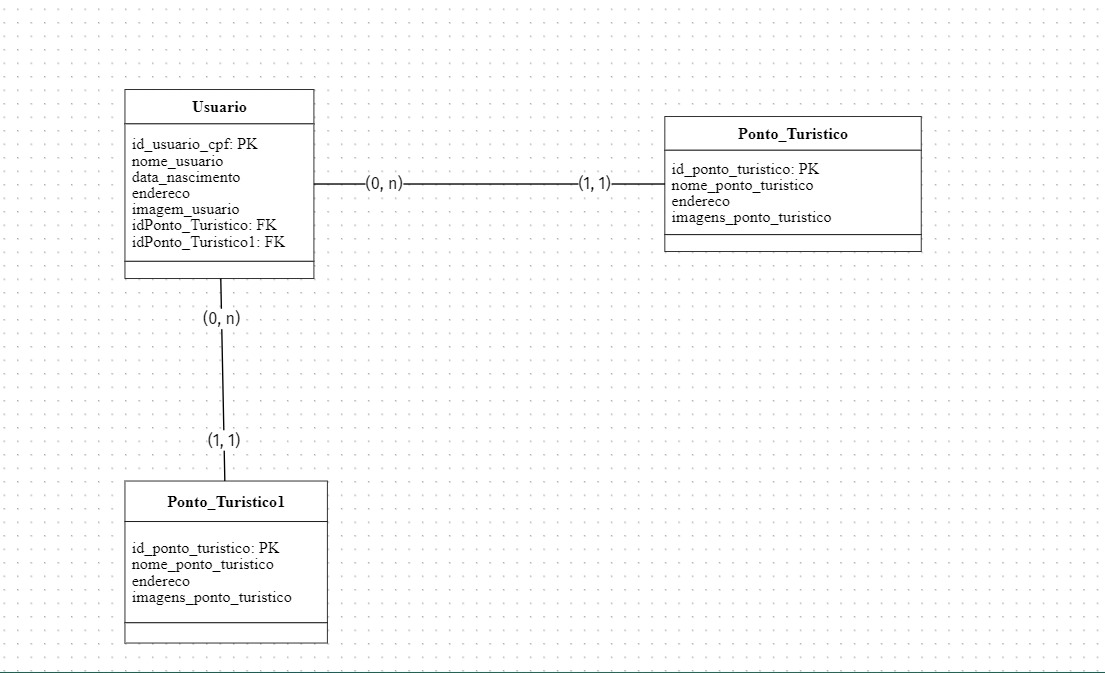 Usuario
id_usuario_cpf: PK
nome_usuario
data_nascimento
endereco
imagem_usuario
idPonto_Turistico: FK
idPonto_Turistico1: FK
(0, n)
(1, 1)
Ponto_Turistico
id_ponto_turistico: PK
nome_ponto_turistico
endereco
imagens_ponto_turistico
(0, n)
(1, 1)
Ponto_Turistico1
id_ponto_turistico: PK
nome_ponto_turistico
endereco
imagens_ponto_turistico